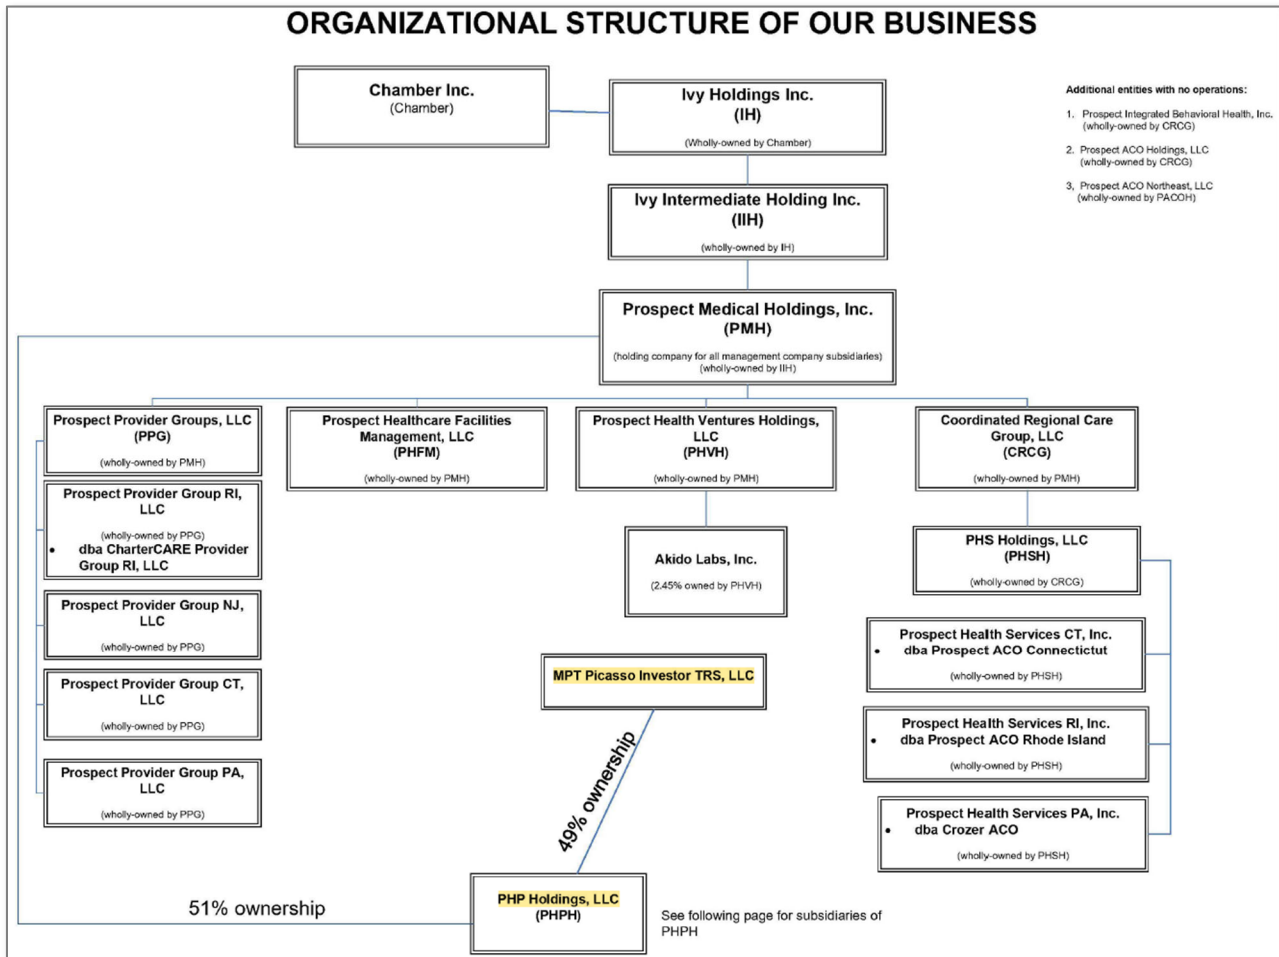 ORGANIZATIONAL STRUCTURE OF OUR BUSINESS
Chamber Inc.
(Chamber)
Ivy Holdings Inc.
(IH)
(Wholly-owned by Chamber)
Additional entities with no operations:
1. Prospect Integrated Behavioral Health, Inc.
(wholly-owned by CRCG)
2. Prospect ACO Holdings, LLC
(wholly-owned by CRCG)
3, Prospect ACO Northeast, LLC
(wholly-owned by PACOH)
Ivy Intermediate Holding Inc.
(IIH)
(wholly-owned by IH)
Prospect Medical Holdings, Inc.
(PMH)
(holding company for all management company subsidiaries)
(wholly-owned by IIH)
Prospect Provider Groups, LLC
(PPG)
(wholly-owned by PMH)
Prospect Healthcare Facilities
Management, LLC
(PHFM)
(wholly-owned by PMH)
Prospect Health Ventures Holdings,
LLC
(PHVH)
(wholly-owned by PMH)
Coordinated Regional Care
Group, LLC
(CRCG)
(wholly-owned by PMH)
Prospect Provider Group RI,
LLC
(wholly-owned by PPG)
• dba CharterCARE Provider
Group RI, LLC
Akido Labs, Inc.
(2.45% owned by PHVH)
PHS Holdings, LLC
(PHSH)
(wholly-owned by CRCG)
Prospect Provider Group NJ,
LLC
(wholly-owned by PPG)
Prospect Health Services CT, Inc.
• dba Prospect ACO Connectictut
(wholly-owned by PHSH)
Prospect Provider Group CT,
LLC
(wholly-owned by PPG)
MPT Picasso Investor TRS, LLC
Prospect Health Services RI, Inc.
• dba Prospect ACO Rhode Island
(wholly-owned by PHSH)
Prospect Provider Group PA,
LLC
(wholly-owned by PPG)
49% ownership
Prospect Health Services PA, Inc.
• dba Crozer ACO
(wholly-owned by PHSH)
51% ownership
PHP Holdings, LLC
(PHPH)
See following page for subsidiaries of
PHPH